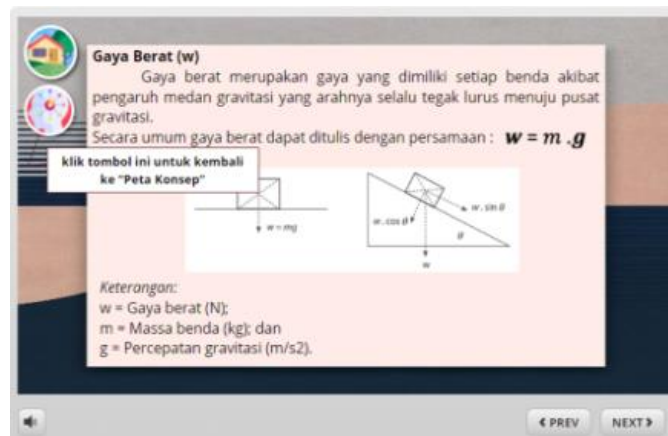 Gaya Berat (w)
Gaya berat merupakan gaya yang dimiliki setiap benda akibat
pengaruh medan gravitasi yang arahnya selalu tegak lurus menuju pusat
gravitasi.
Secara umum gaya berat dapat ditulis dengan persamaan : w = m .g
klik tombol ini untuk kembali
ke "Peta Konsep"
w = mg
w. cos θ
w. sin θ
θ
w
Keterangan:
w = Gaya berat (N);
m = Massa benda (kg); dan
g = Percepatan gravitasi (m/s2).
PREV
NEXT